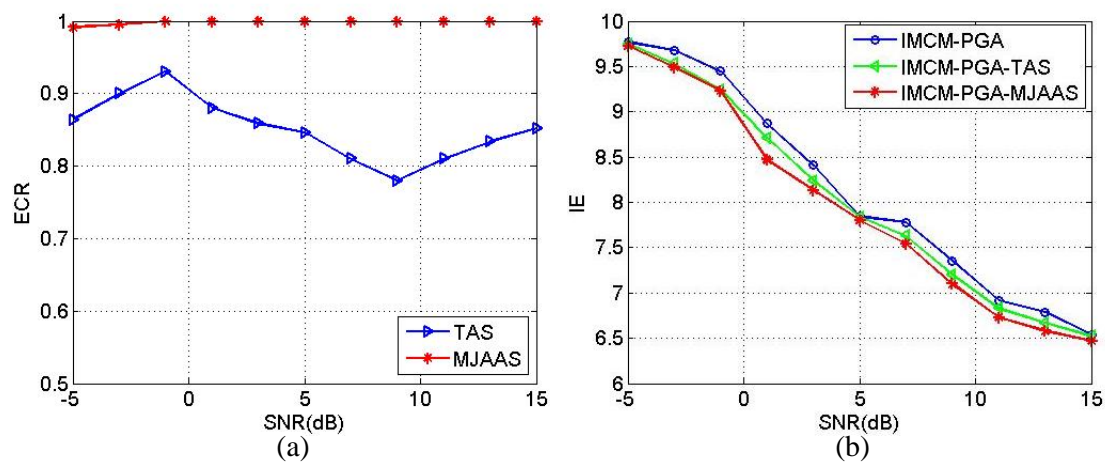 1
0.9
0.8
0.7
0.6
0.5
ECR
-5
0
5
10
15
SNR(dB)
TAS
MJAAS
(a)
10
9.5
9
8.5
8
7.5
7
6.5
6
IE
-5
0
5
10
15
SNR(dB)
IMCM-PGA
IMCM-PGA-TAS
IMCM-PGA-MJAAS
(b)